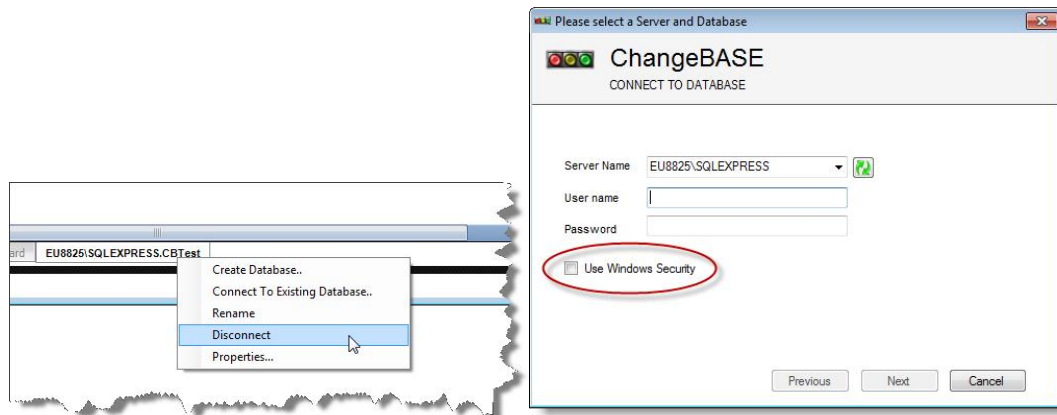 ard EU8825\SQLEXPRESS.CBTest
Create Database..
Connect To Existing Database..
Rename
Disconnect
Properties...
Please select a Server and Database
ChangeBASE
CONNECT TO DATABASE
Server Name EU8825\SQLEXPRESS
User name
Password
Use Windows Security
Previous Next Cancel